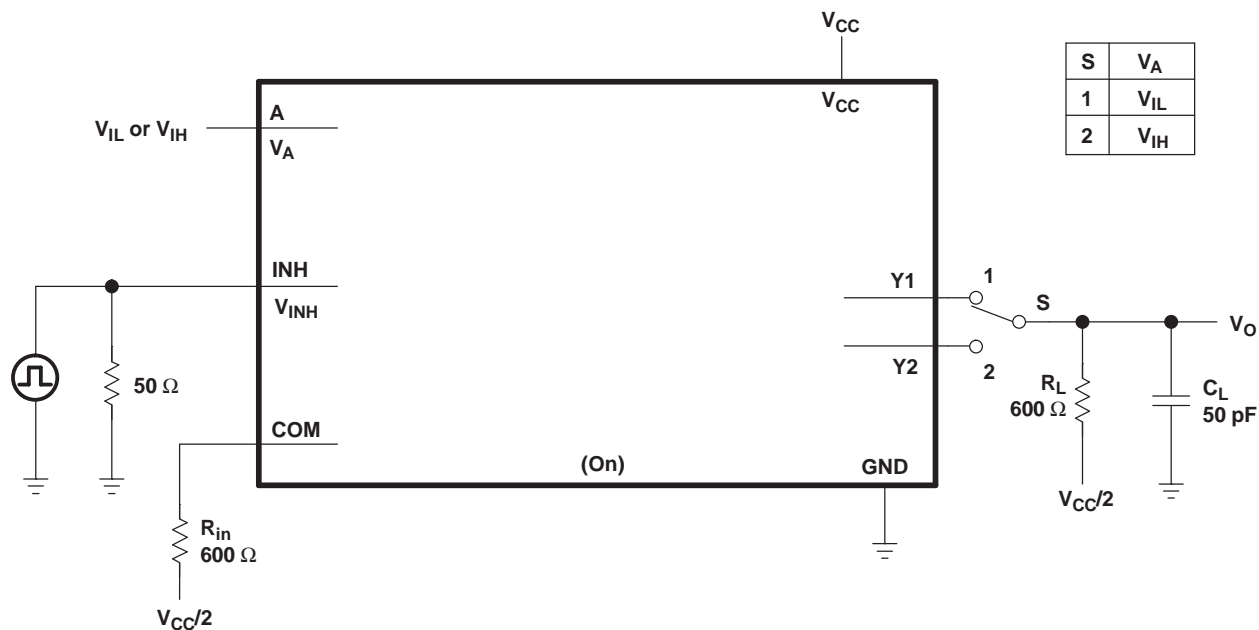 VCC
S VA
1 VIL
2 VIH
VCC
A
VIL or VIH
VA
INH
VINH
Y1
1
S
VO
Y2
2
50 Ω
RL
600 Ω
CL
50 pF
COM
(On)
GND
VCC/2
Rin
600 Ω
VCC/2